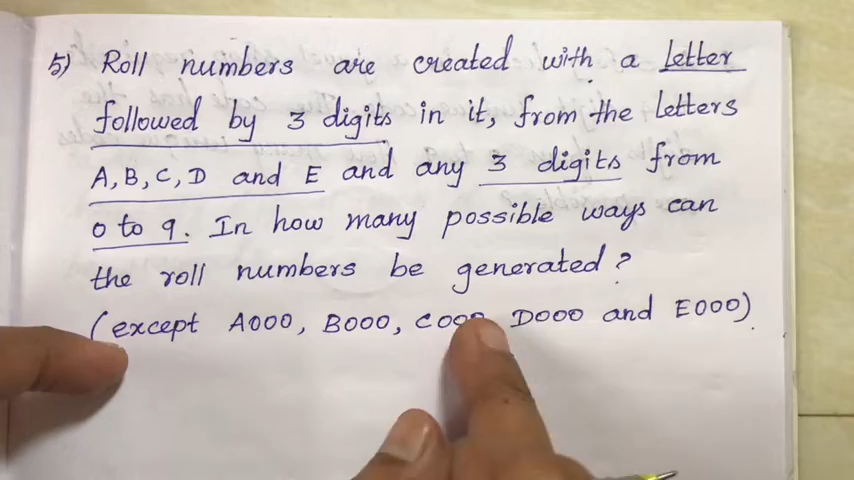 5) Roll numbers are created with a letter
followed by 3 digits in it, from the letters
A, B, C, D and E and any 3 digits from
0 to 9. In how many possible ways can
the roll numbers be generated?
(except A000, B000, C000, D000 and E000)